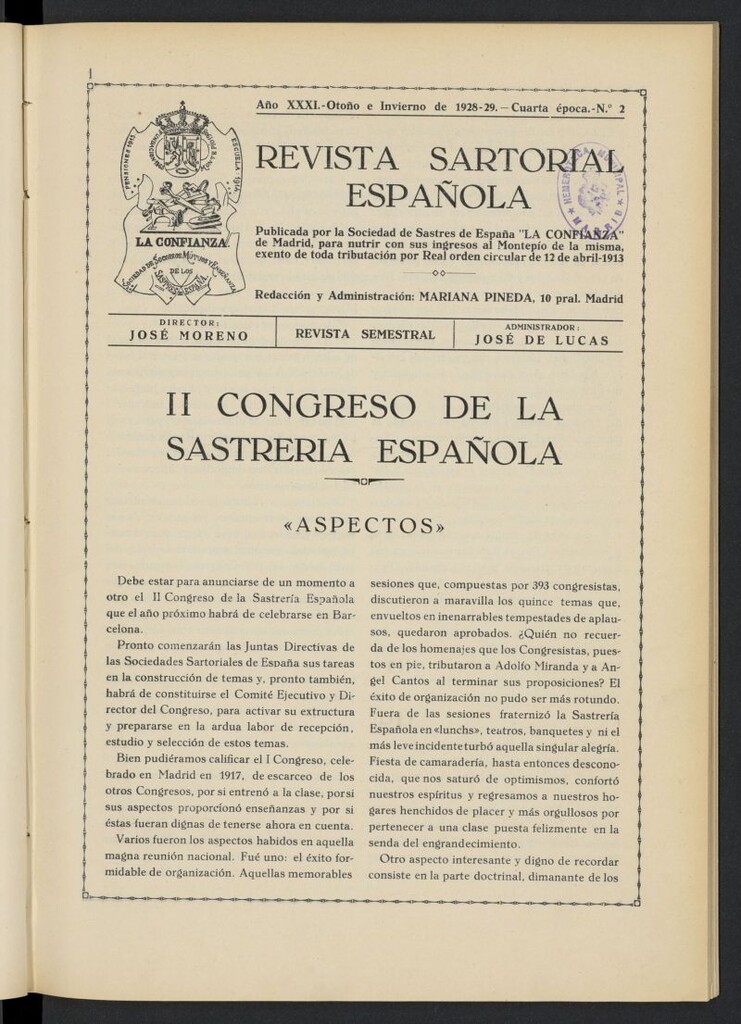 1
Año XXXI.-Otoño e Invierno de 1928-29.—Cuarta época.-N.º 2
PENSIONES 1913
ESCUELA 1914
LA CONFIANZA.
SOCIEDAD DE SOCORROS MUTUOS Y ENSEÑANZA
DE LOS
SASTRES DE ESPAÑA
REVISTA SARTORIAL
ESPAÑOLA
HEMEROTECA MUNICIPAL
★ MADRID ★
Publicada por la Sociedad de Sastres de España "LA CONFIANZA"
de Madrid, para nutrir con sus ingresos al Montepío de la misma,
exento de toda tributación por Real orden circular de 12 de abril-1913
Redacción y Administración: MARIANA PINEDA, 10 pral. Madrid
DIRECTOR:
JOSÉ MORENO
REVISTA SEMESTRAL
ADMINISTRADOR:
JOSÉ DE LUCAS
II CONGRESO DE LA
SASTRERIA ESPAÑOLA
«ASPECTOS»
Debe estar para anunciarse de un momento a
otro el II Congreso de la Sastrería Española
que el año próximo habrá de celebrarse en Bar-
celona.
Pronto comenzarán las Juntas Directivas de
las Sociedades Sartoriales de España sus tareas
en la construcción de temas y, pronto también,
habrá de constituirse el Comité Ejecutivo y Di-
rector del Congreso, para activar su extructura
y prepararse en la ardua labor de recepción,
estudio y selección de estos temas.
Bien pudiéramos calificar el I Congreso, cele-
brado en Madrid en 1917, de escarceo de los
otros Congresos, por si entrenó a la clase, por si
sus aspectos proporcionó enseñanzas y por si
éstas fueran dignas de tenerse ahora en cuenta.
Varios fueron los aspectos habidos en aquella
magna reunión nacional. Fué uno: el éxito for-
midable de organización. Aquellas memorables
sesiones que, compuestas por 393 congresistas,
discutieron a maravilla los quince temas que,
envueltos en inenarrables tempestades de aplau-
sos, quedaron aprobados. ¿Quién no recuer-
da de los homenajes que los Congresistas, pues-
tos en pie, tributaron a Adolfo Miranda y a An-
gel Cantos al terminar sus proposiciones? El
éxito de organización no pudo ser más rotundo.
Fuera de las sesiones fraternizó la Sastrería
Española en «lunchs», teatros, banquetes y ni el
más leve incidente turbó aquella singular alegría.
Fiesta de camaradería, hasta entonces descono-
cida, que nos saturó de optimismos, confortó
nuestros espíritus y regresamos a nuestros ho-
gares henchidos de placer y más orgullosos por
pertenecer a una clase puesta felizmente en la
senda del engrandecimiento.
Otro aspecto interesante y digno de recordar
consiste en la parte doctrinal, dimanante de los